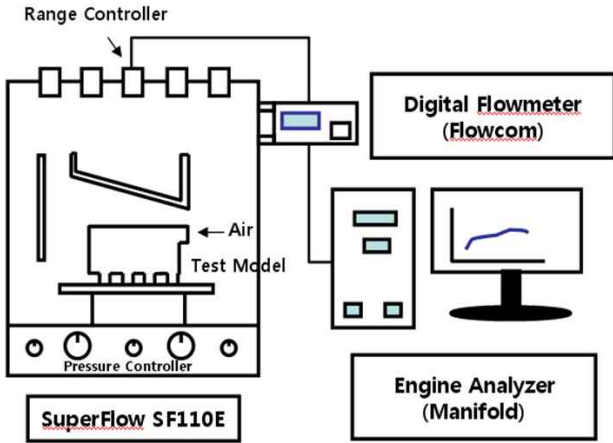 Range Controller
Digital Flowmeter
(Flowcom)
Air
Test Model
Pressure Controller
SuperFlow SF110E
Engine Analyzer
(Manifold)